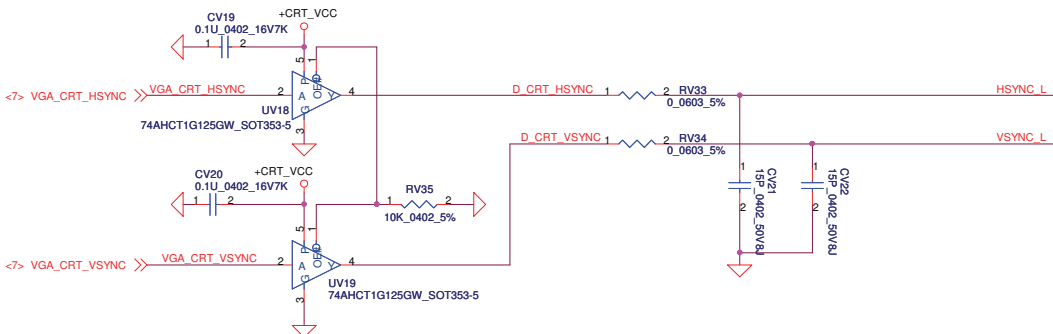 CV19
0.1U_0402_16V7K
+CRT_VCC
1
2
5
1
<7> VGA_CRT_HSYNC
VGA_CRT_HSYNC
2
A
P
OE#
G
Y
4
3
UV18
74AHCT1G125GW_SOT353-5
D_CRT_HSYNC
1
2
RV33
0_0603_5%
HSYNC_L
D_CRT_VSYNC
1
2
RV34
0_0603_5%
VSYNC_L
CV20
0.1U_0402_16V7K
+CRT_VCC
1
2
RV35
1
2
10K_0402_5%
1
2
CV21
15P_0402_50V8J
1
2
CV22
15P_0402_50V8J
5
1
<7> VGA_CRT_VSYNC
VGA_CRT_VSYNC
2
A
P
OE#
G
Y
4
3
UV19
74AHCT1G125GW_SOT353-5